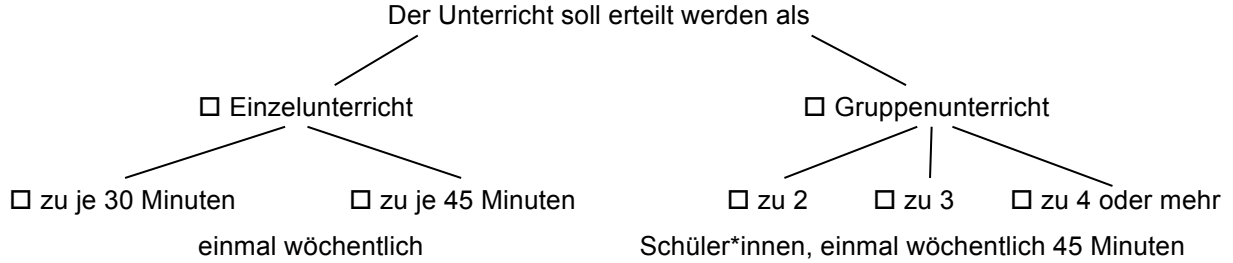 Der Unterricht soll erteilt werden als
☐ Einzelunterricht ☐ Gruppenunterricht
☐ zu je 30 Minuten ☐ zu je 45 Minuten ☐ zu 2 ☐ zu 3 ☐ zu 4 oder mehr
einmal wöchentlich Schüler*innen, einmal wöchentlich 45 Minuten